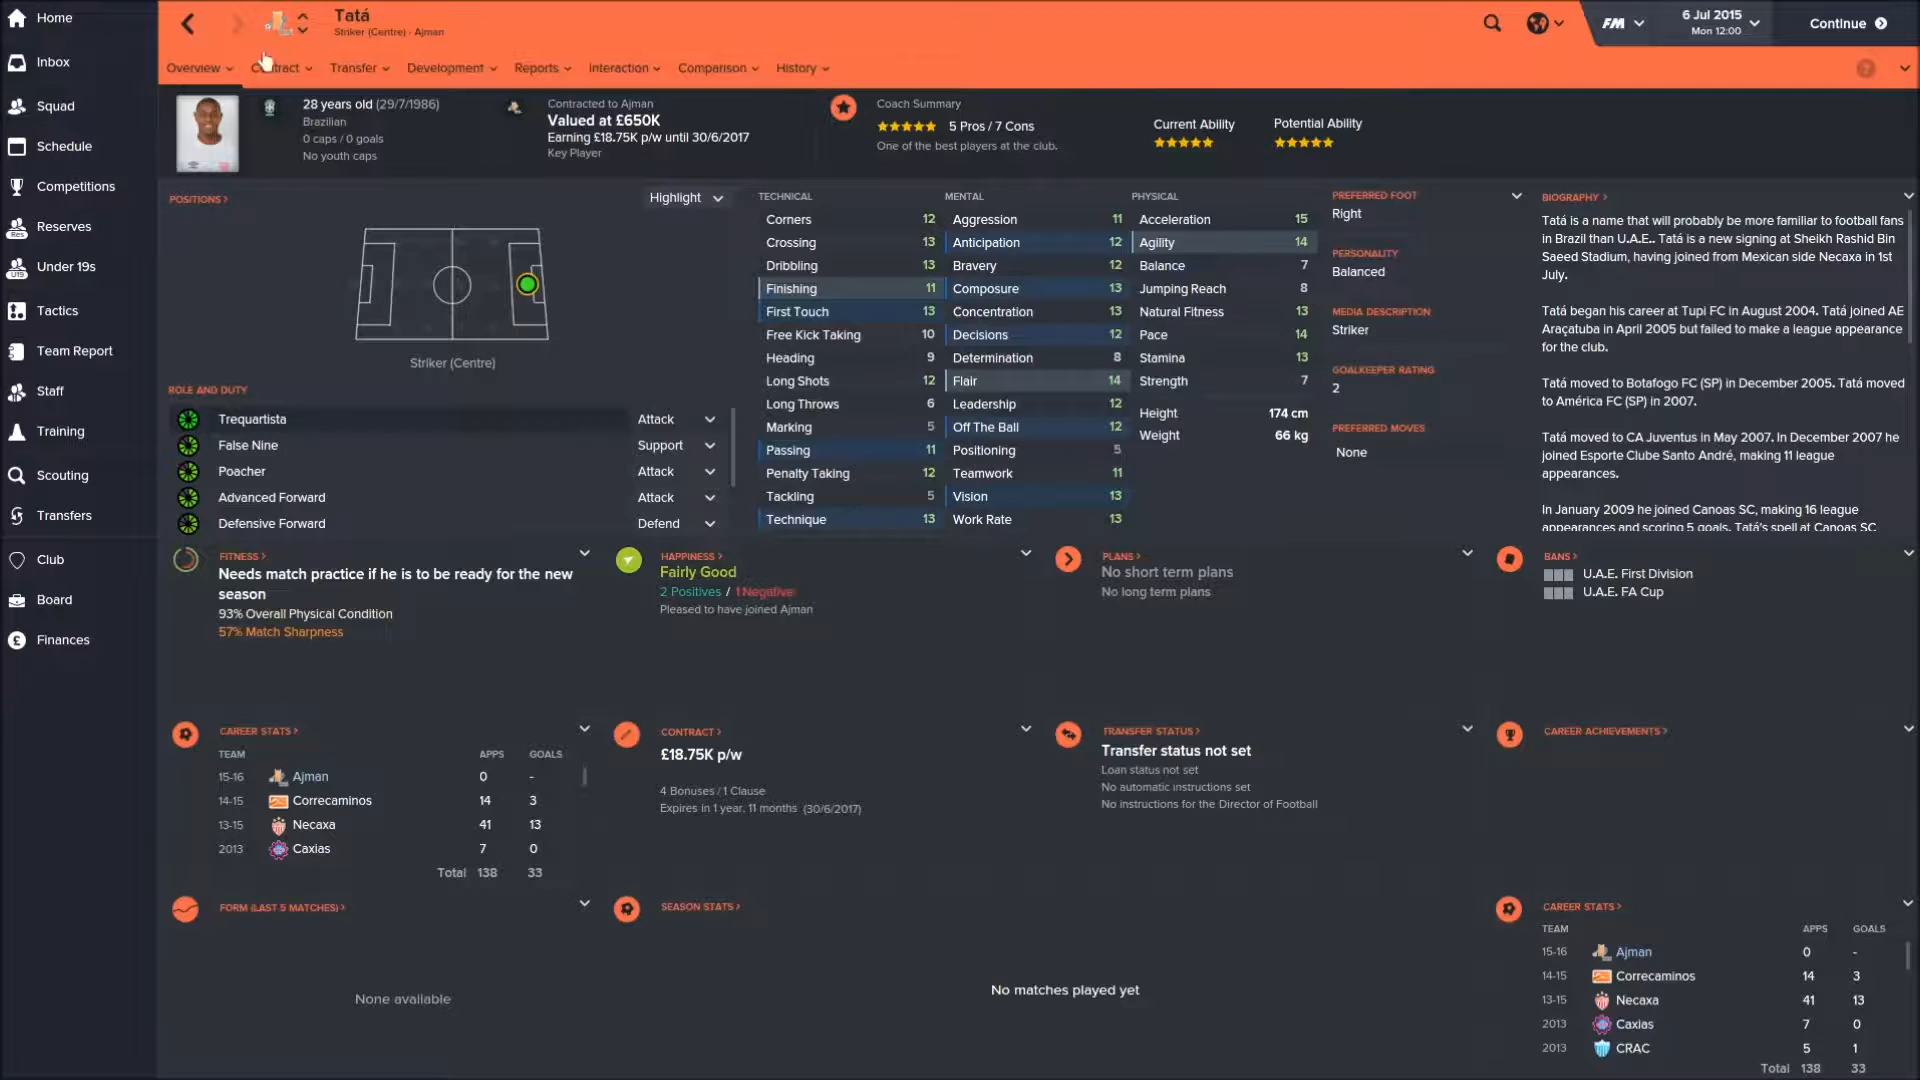 Home
Inbox
Squad
Schedule
Competitions
Reserves
Under 19s
Tactics
Team Report
Staff
Training
Scouting
Transfers
Club
Board
Finances
Tatá
Striker (Centre) - Ajman
FM
6 Jul 2015
Mon 12:00
Continue
Overview
Contract
Transfer
Development
Reports
Interaction
Comparison
History
28 years old (29/7/1986)
Brazilian
0 caps / 0 goals
No youth caps
Contracted to Ajman
Valued at £650K
Earning £18.75K p/w until 30/6/2017
Key Player
Coach Summary
5 Pros / 7 Cons
One of the best players at the club.
Current Ability
Potential Ability
POSITIONS >
Highlight
Striker (Centre)
ROLE AND DUTY
Trequartista Attack
False Nine Support
Poacher Attack
Advanced Forward Attack
Defensive Forward Defend
TECHNICAL
Corners 12
Crossing 13
Dribbling 13
Finishing 11
First Touch 13
Free Kick Taking 10
Heading 9
Long Shots 12
Long Throws 6
Marking 5
Passing 11
Penalty Taking 12
Tackling 5
Technique 13
MENTAL
Aggression 11
Anticipation 12
Bravery 12
Composure 13
Concentration 13
Decisions 12
Determination 8
Flair 14
Leadership 12
Off The Ball 12
Positioning 5
Teamwork 11
Vision 13
Work Rate 13
PHYSICAL
Acceleration 15
Agility 14
Balance 7
Jumping Reach 8
Natural Fitness 13
Pace 14
Stamina 13
Strength 7
Height 174 cm
Weight 66 kg
PREFERRED FOOT
Right
PERSONALITY
Balanced
MEDIA DESCRIPTION
Striker
GOALKEEPER RATING
2
PREFERRED MOVES
None
BIOGRAPHY >
Tatá is a name that will probably be more familiar to football fans
in Brazil than U.A.E.. Tatá is a new signing at Sheikh Rashid Bin
Saeed Stadium, having joined from Mexican side Necaxa in 1st
July.
Tatá began his career at Tupi FC in August 2004. Tatá joined AE
Araçatuba in April 2005 but failed to make a league appearance
for the club.
Tatá moved to Botafogo FC (SP) in December 2005. Tatá moved
to América FC (SP) in 2007.
Tatá moved to CA Juventus in May 2007. In December 2007 he
joined Esporte Clube Santo André, making 11 league
appearances.
In January 2009 he joined Canoas SC, making 16 league
appearances and scoring 5 goals. Tatá's spell at Canoas SC
FITNESS >
Needs match practice if he is to be ready for the new
season
93% Overall Physical Condition
57% Match Sharpness
HAPPINESS >
Fairly Good
2 Positives / 1 Negative
Pleased to have joined Ajman
PLANS >
No short term plans
No long term plans
BANS >
U.A.E. First Division
U.A.E. FA Cup
CAREER STATS >
TEAM APPS GOALS
15-16 Ajman 0 -
14-15 Correcaminos 14 3
13-15 Necaxa 41 13
2013 Caxias 7 0
Total 138 33
CONTRACT >
£18.75K p/w
4 Bonuses / 1 Clause
Expires in 1 year, 11 months (30/6/2017)
TRANSFER STATUS >
Transfer status not set
Loan status not set
No automatic instructions set
No instructions for the Director of Football
CAREER ACHIEVEMENTS >
FORM (LAST 5 MATCHES) >
None available
SEASON STATS >
No matches played yet
CAREER STATS >
TEAM APPS GOALS
15-16 Ajman 0 -
14-15 Correcaminos 14 3
13-15 Necaxa 41 13
2013 Caxias 7 0
2013 CRAC 5 1
Total 138 33